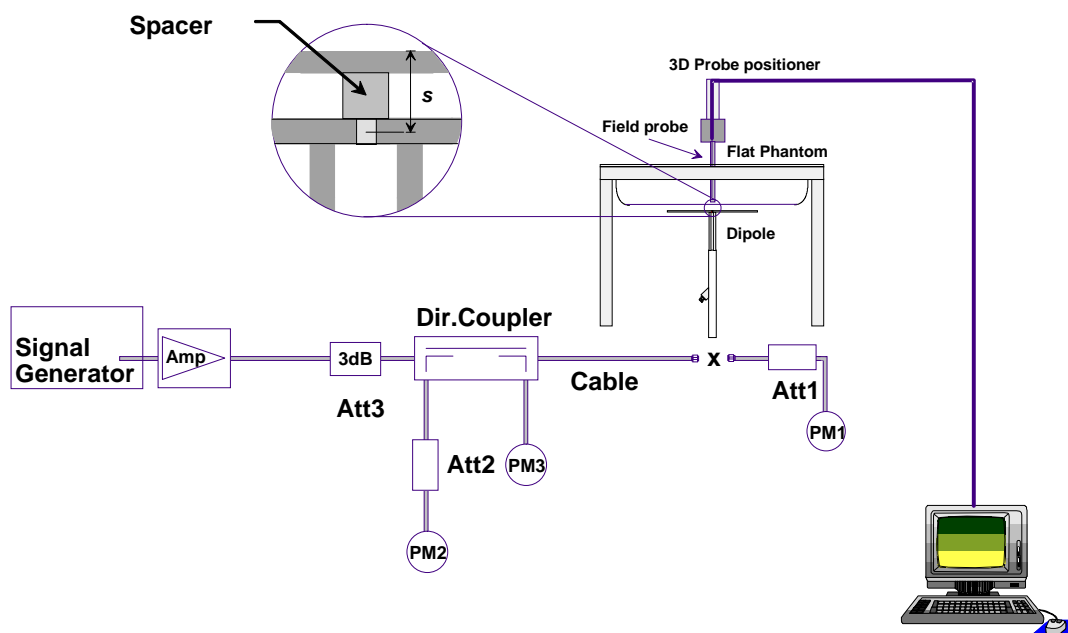 Spacer
s
3D Probe positioner
Field probe
Flat Phantom
Dipole
Signal
Generator
Amp
3dB
Att3
Dir.Coupler
Cable
x
Att1
PM1
Att2
PM3
PM2